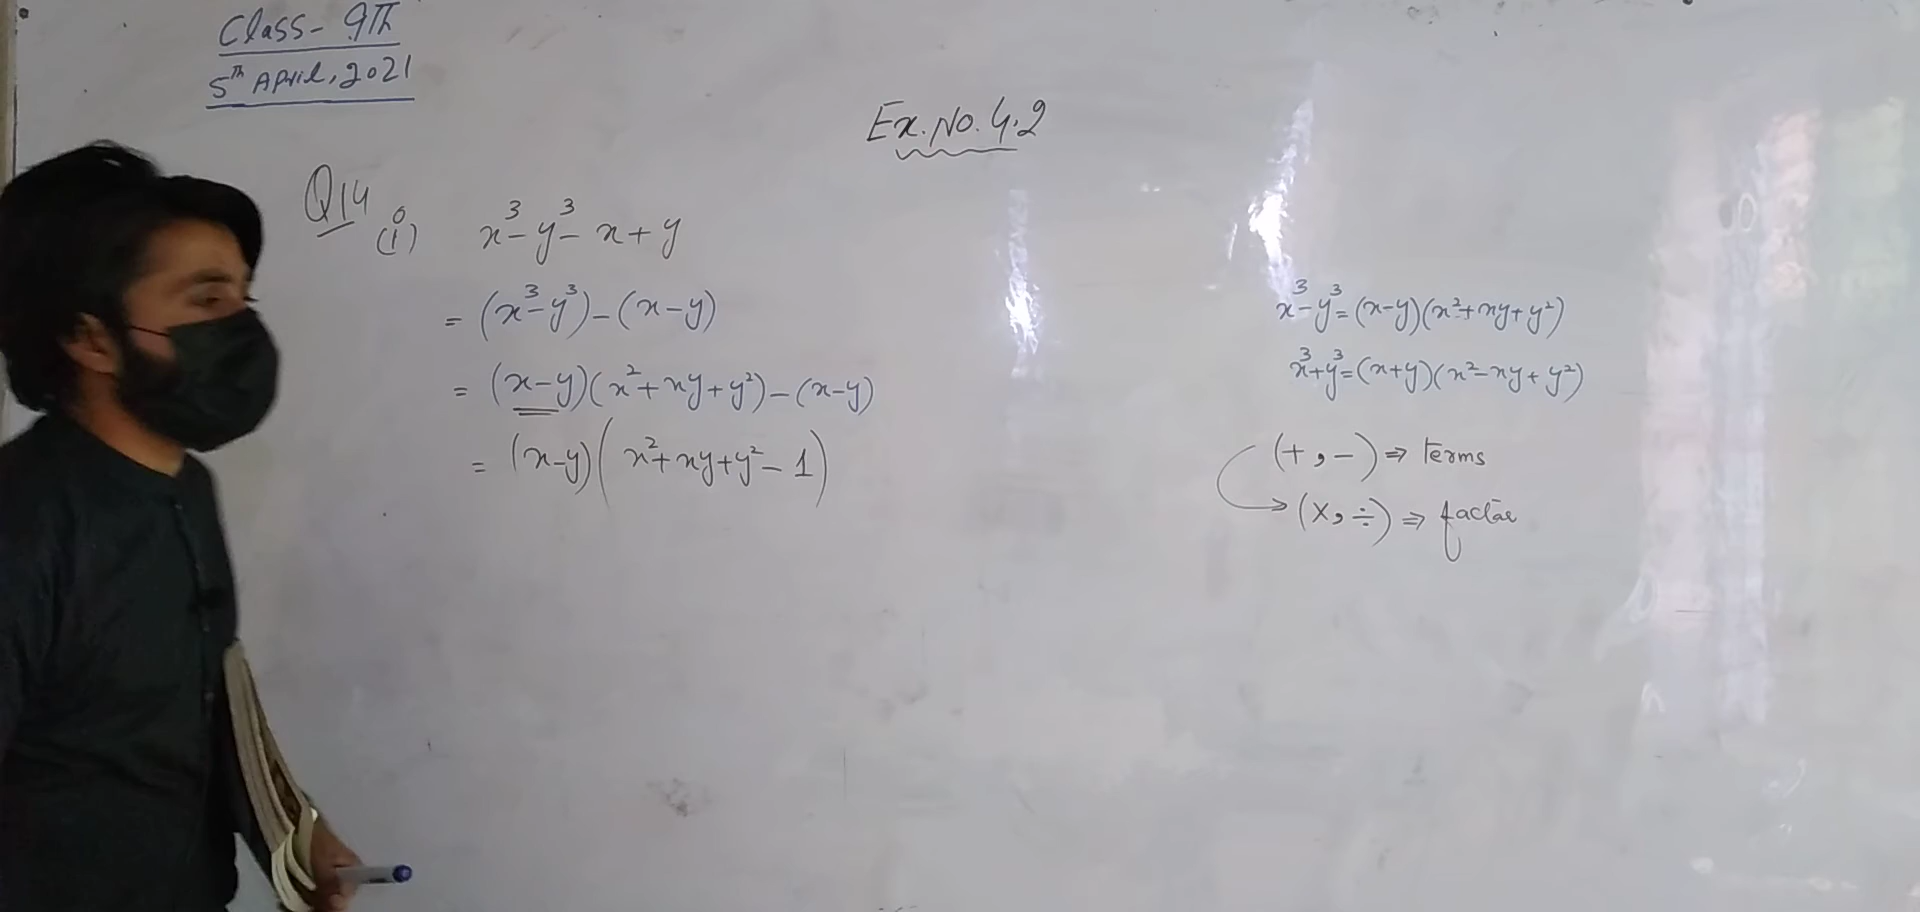 Class- 9Th
5Th April, 2021
Ex. No. 4.2
Q14 (i) x³-y³-x+y
= (x³-y³)-(x-y)
= (x-y)(x²+xy+y²)-(x-y)
= (x-y)(x²+xy+y²-1)
x³-y³=(x-y)(x²+xy+y²)
x³+y³=(x+y)(x²-xy+y²)
(+,-)⇒ Terms
(×,÷)⇒ factor